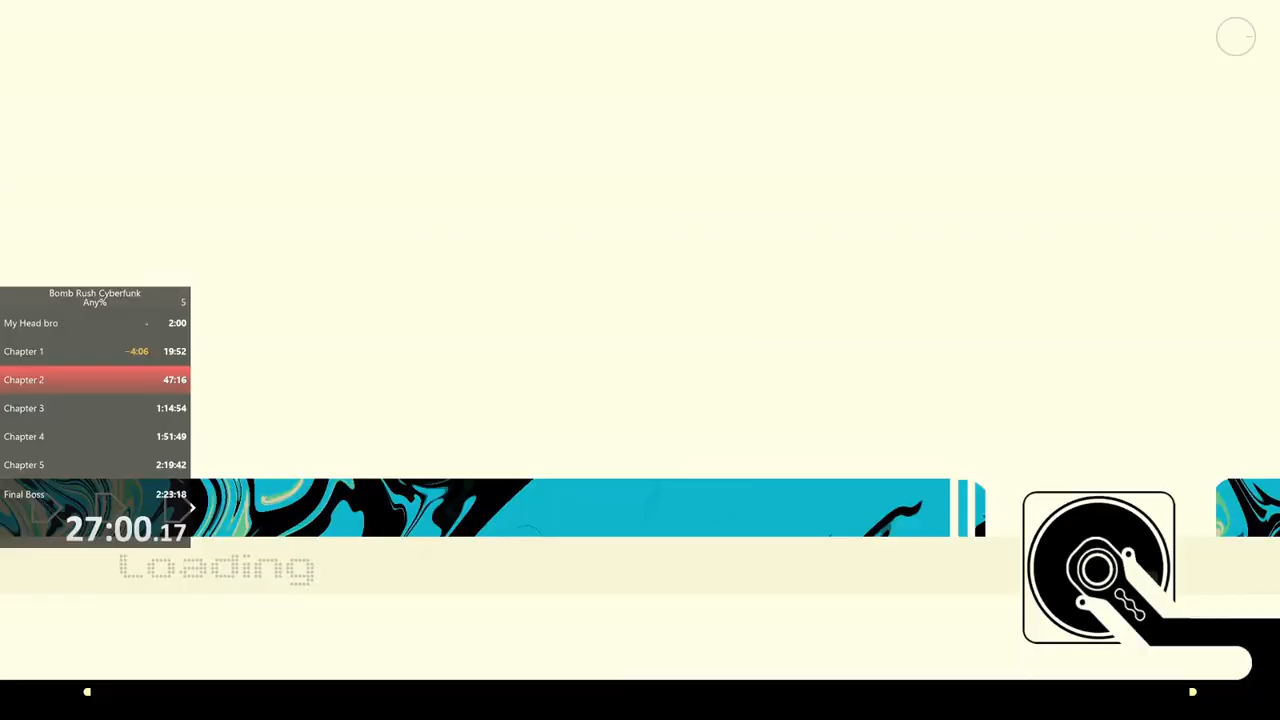 Bomb Rush Cyberfunk
Any% 5
My Head bro - 2:00
Chapter 1 −4:06 19:52
Chapter 2 47:16
Chapter 3 1:14:54
Chapter 4 1:51:49
Chapter 5 2:19:42
Final Boss 2:23:18
27:00.17
Loading